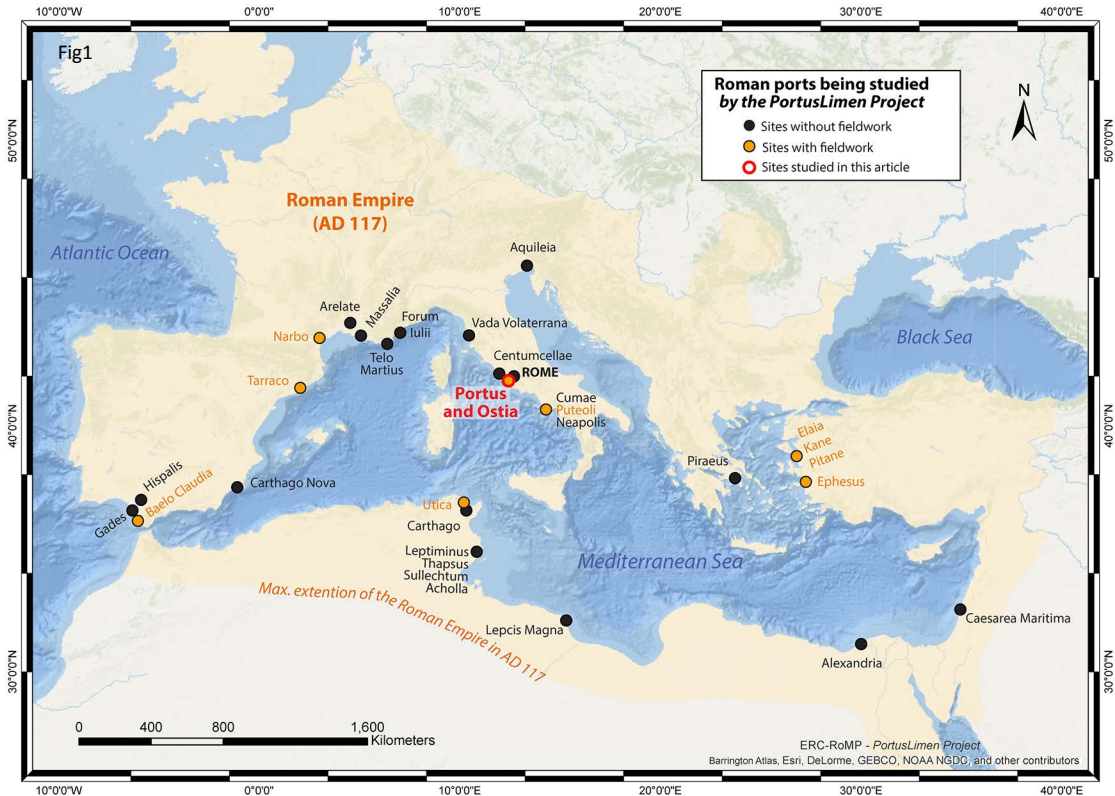 10°0'0"W 0°0'0" 10°0'0"E 20°0'0"E 30°0'0"E 40°0'0"E
Fig1
Roman ports being studied
by the PortusLimen Project
Sites without fieldwork
Sites with fieldwork
Sites studied in this article
N
50°0'0"N
50°0'0"N
Roman Empire
(AD 117)
Atlantic Ocean
Aquileia
Arelate
Massalia
Forum
Iulii
Narbo
Telo
Martius
Vada Volaterrana
Black Sea
Centumcellae
ROME
Tarraco
Portus
and Ostia
Cumae
Puteoli
Neapolis
40°0'0"N
40°0'0"N
Elaia
Kane
Pitane
Piraeus
Ephesus
Hispalis
Baelo Claudia
Gades
Carthago Nova
Utica
Carthago
Leptiminus
Thapsus
Sullechtum
Acholla
Mediterranean Sea
Max. extention of the Roman Empire in AD 117
Lepcis Magna
Caesarea Maritima
Alexandria
30°0'0"N
30°0'0"N
0 400 800 1,600
Kilometers
ERC-RoMP - PortusLimen Project
Barrington Atlas, Esri, DeLorme, GEBCO, NOAA NGDC, and other contributors
10°0'0"W 0°0'0" 10°0'0"E 20°0'0"E 30°0'0"E 40°0'0"E